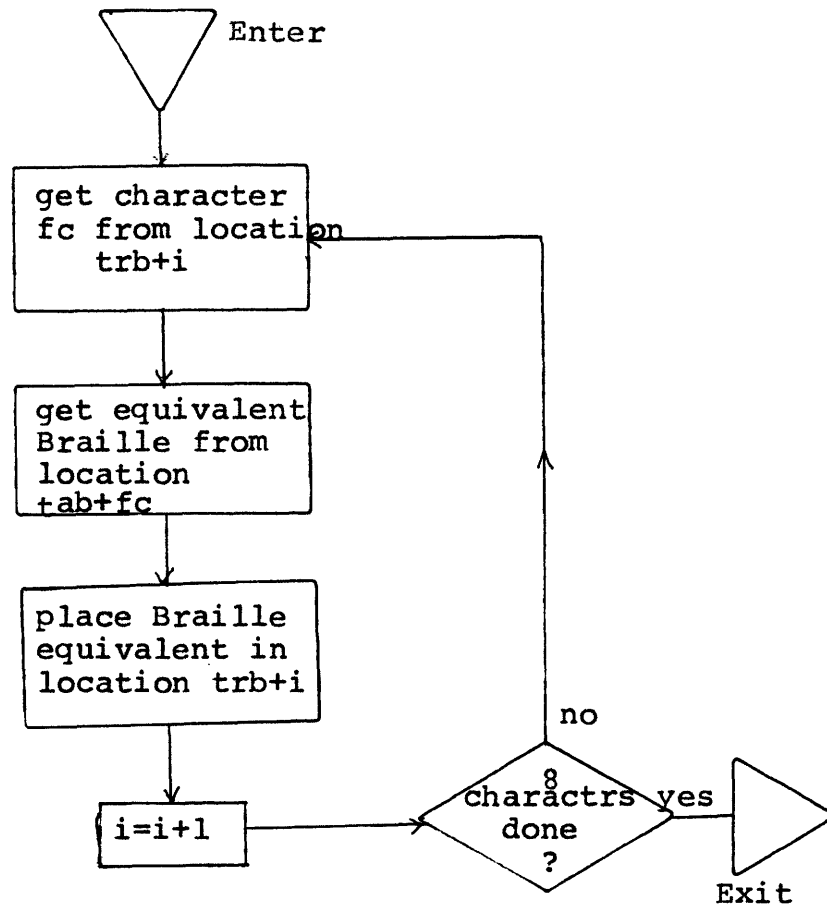 Enter
get character
fc from location
trb+i
get equivalent
Braille from
location
tab+fc
place Braille
equivalent in
location trb+i
i=i+1
no
8
charactrs yes
done
?
Exit